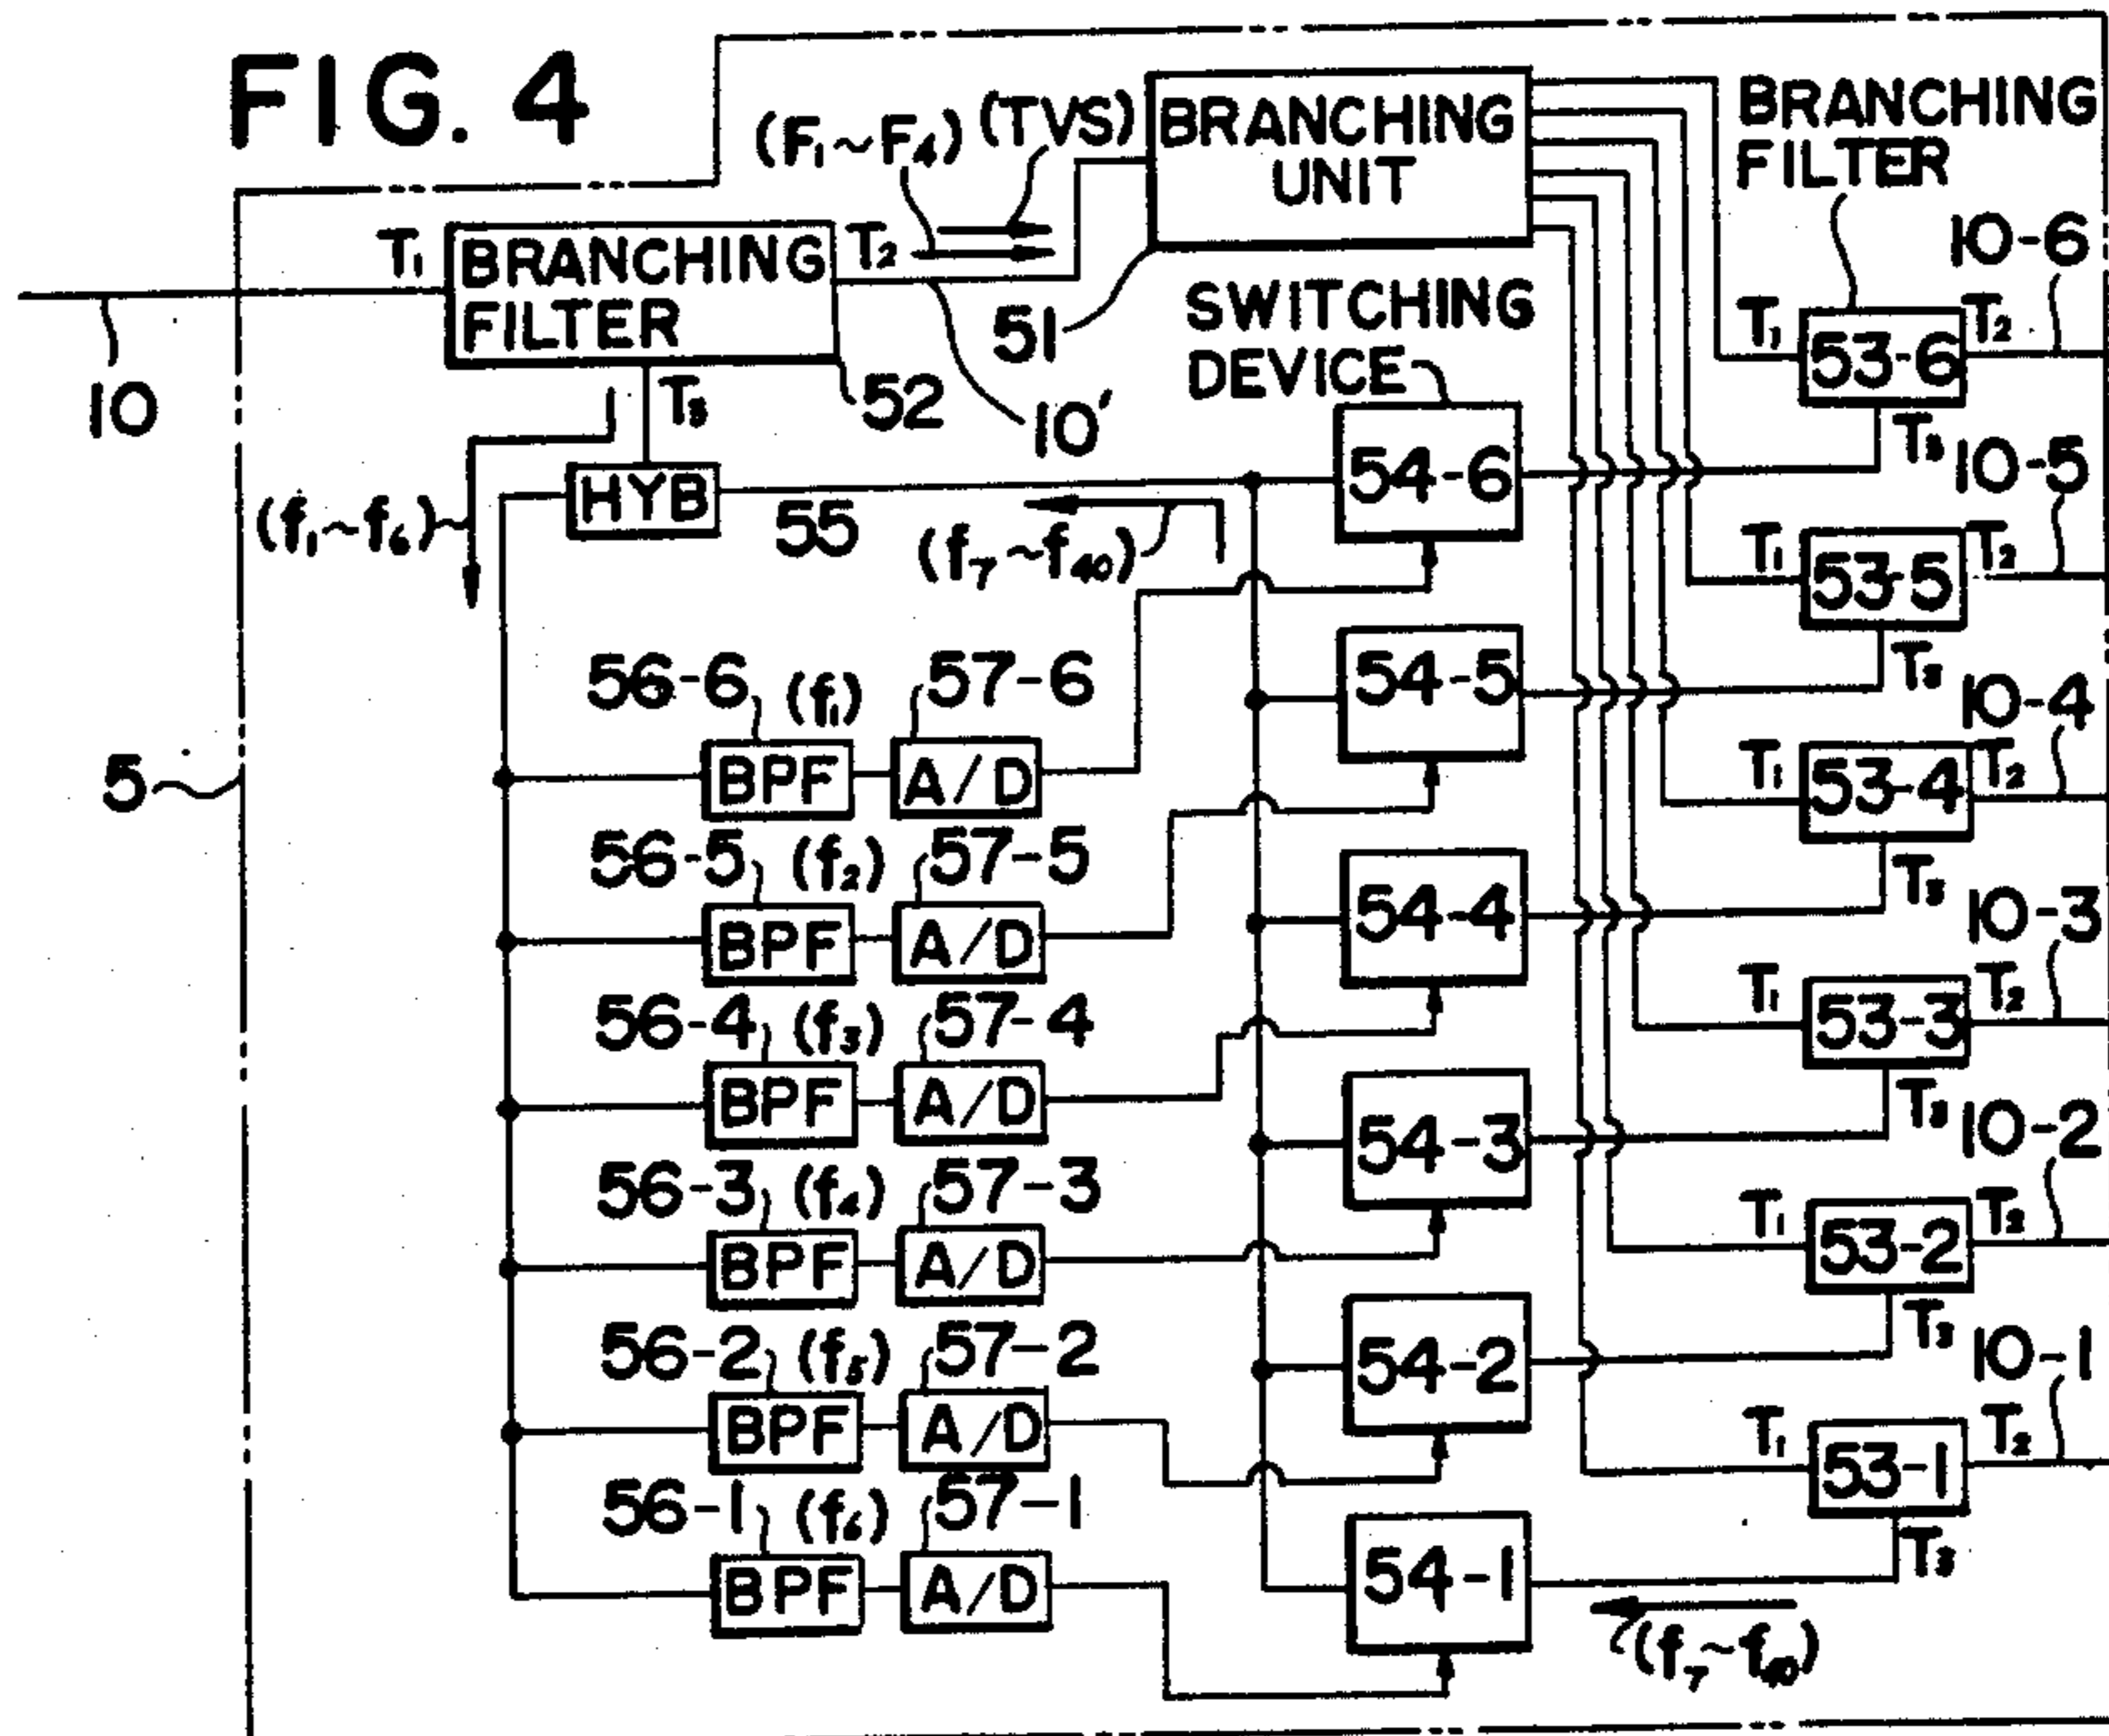 FIG. 4
(F₁~F₄) (TVS)
BRANCHING
UNIT
BRANCHING
FILTER
T₁
BRANCHING
FILTER
T₂
T₃
10
52
10'
51
SWITCHING
DEVICE
10-6
T₁
53-6
T₂
T₃
HYB
55
54-6
(f₁~f₆)
(f₇~f₄₀)
10-5
T₁
53-5
T₂
T₃
5
56-6
(f₁)
57-6
BPF
A/D
54-5
10-4
T₁
53-4
T₂
T₃
56-5
(f₂)
57-5
BPF
A/D
54-4
10-3
T₁
53-3
T₂
T₃
56-4
(f₃)
57-4
BPF
A/D
54-3
10-2
T₁
53-2
T₂
T₃
56-3
(f₄)
57-3
BPF
A/D
54-2
10-1
T₁
53-1
T₂
T₃
56-2
(f₅)
57-2
BPF
A/D
56-1
(f₆)
57-1
BPF
A/D
54-1
(f₇~f₄₀)